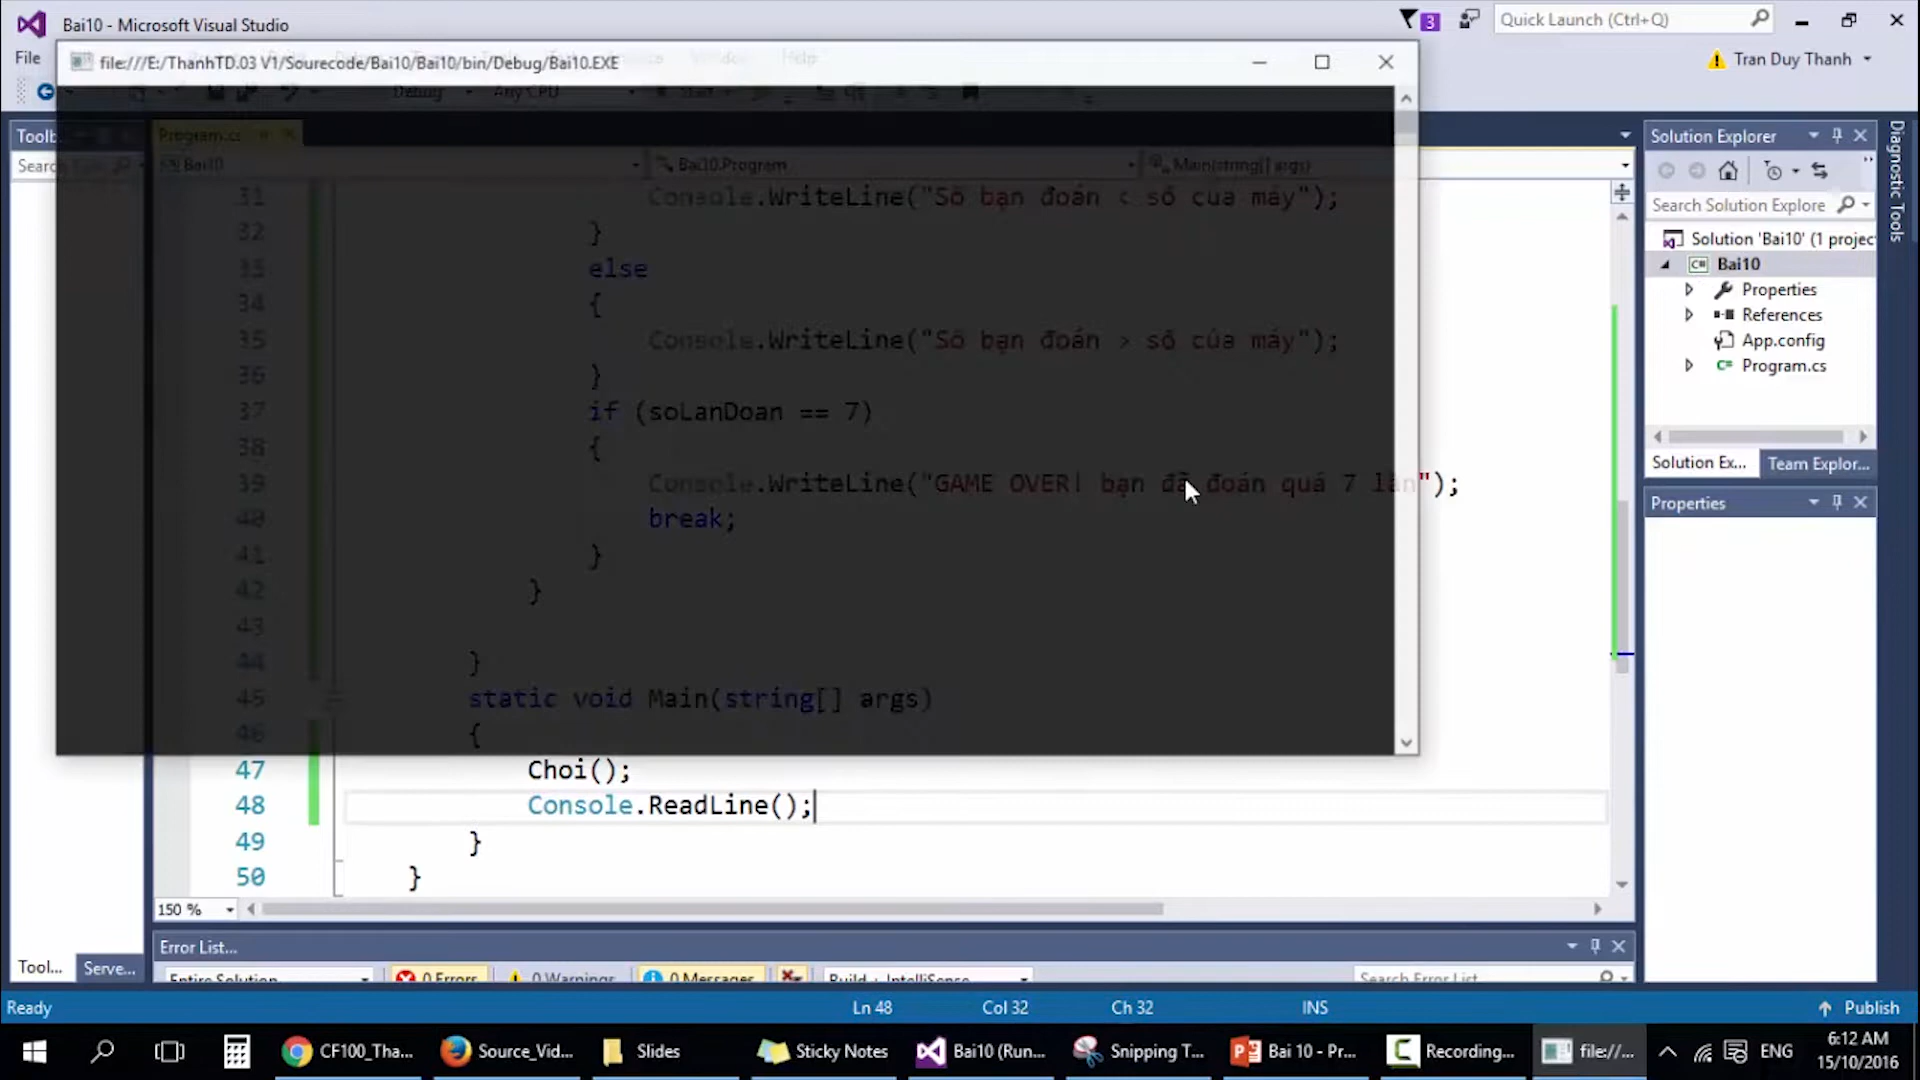 Bai10 - Microsoft Visual Studio
3
Quick Launch (Ctrl+Q)
File
file:///E:/ThanhTD.03 V1/Sourecode/Bai10/Bai10/bin/Debug/Bai10.EXE
Window
Help
Tran Duy Thanh
Debug
Any CPU
Toolb
Program.cs
Solution Explorer
Diagnostic Tools
Search
Bai10
Bai10.Program
Main(string[] args)
Search Solution Explore
31 Console.WriteLine("Số bạn đoán < số của máy");
32 }
33 else
34 {
35 Console.WriteLine("Số bạn đoán > số của máy");
36 }
37 if (soLanDoan == 7)
38 {
39 Console.WriteLine("GAME OVER! bạn đã đoán quá 7 lần");
40 break;
41 }
42 }
43
44 }
45 static void Main(string[] args)
46 {
47 Choi();
48 Console.ReadLine();
49 }
50 }
Solution 'Bai10' (1 projec
Bai10
Properties
References
App.config
Program.cs
Solution Ex...
Team Explor...
Properties
150 %
Error List...
Tool...
Serve...
Entire Solution
0 Errors
0 Warnings
0 Messages
Build + IntelliSense
Search Error List
Ready
Ln 48
Col 32
Ch 32
INS
Publish
CF100_Tha...
Source_Vid...
Slides
Sticky Notes
Bai10 (Run...
Snipping T...
Bai 10 - Pr...
Recording...
file://...
ENG
6:12 AM
15/10/2016